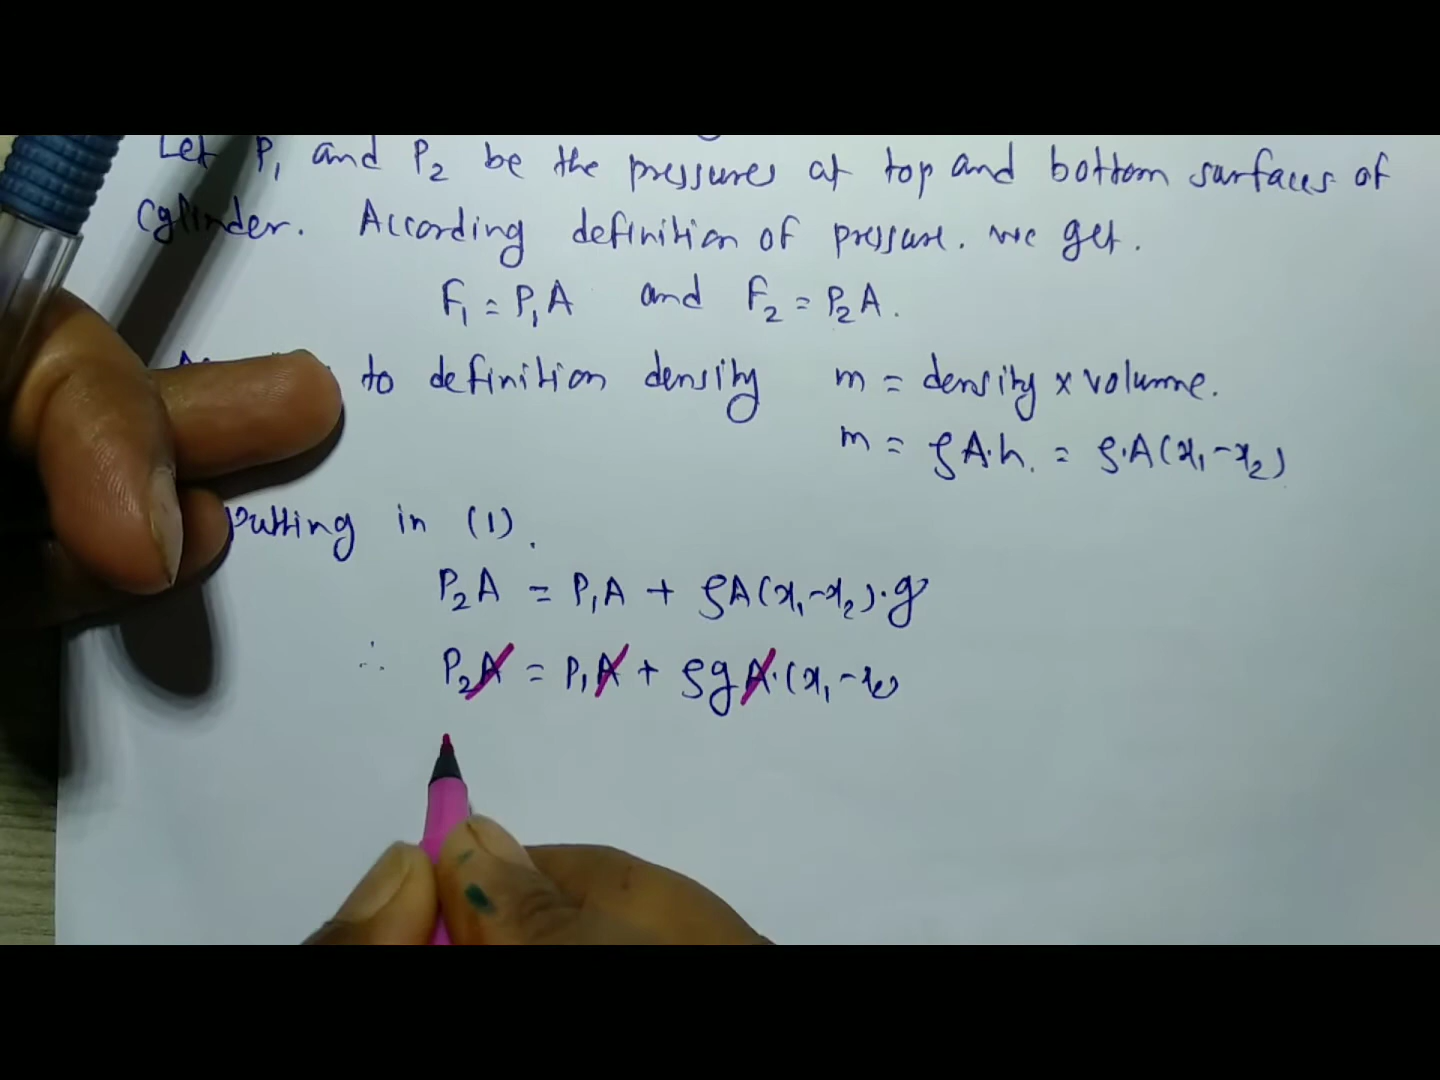 Let P₁ and P₂ be the pressures at top and bottom surfaces of
cylinder. According definition of pressure. we get.
F₁ = P₁A and F₂ = P₂A.
to definition density m = density × volume.
m = ρA·h. = ρ·A(x₁-x₂)
putting in (1).
P₂A = P₁A + ρA(x₁-x₂)·g
∴ P₂A = P₁A + ρgA·(x₁-x₂)